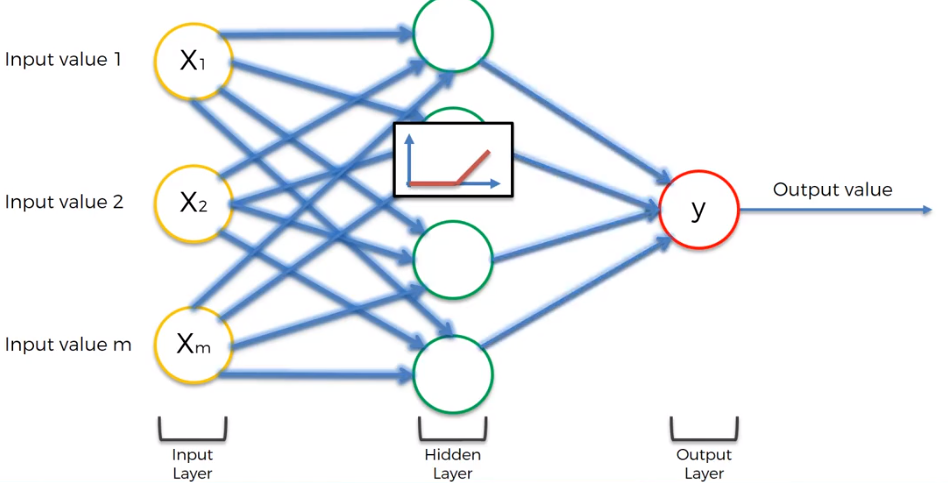 Input value 1
X₁
Input value 2
X₂
Output value
y
Input value m
Xₘ
Input
Layer
Hidden
Layer
Output
Layer